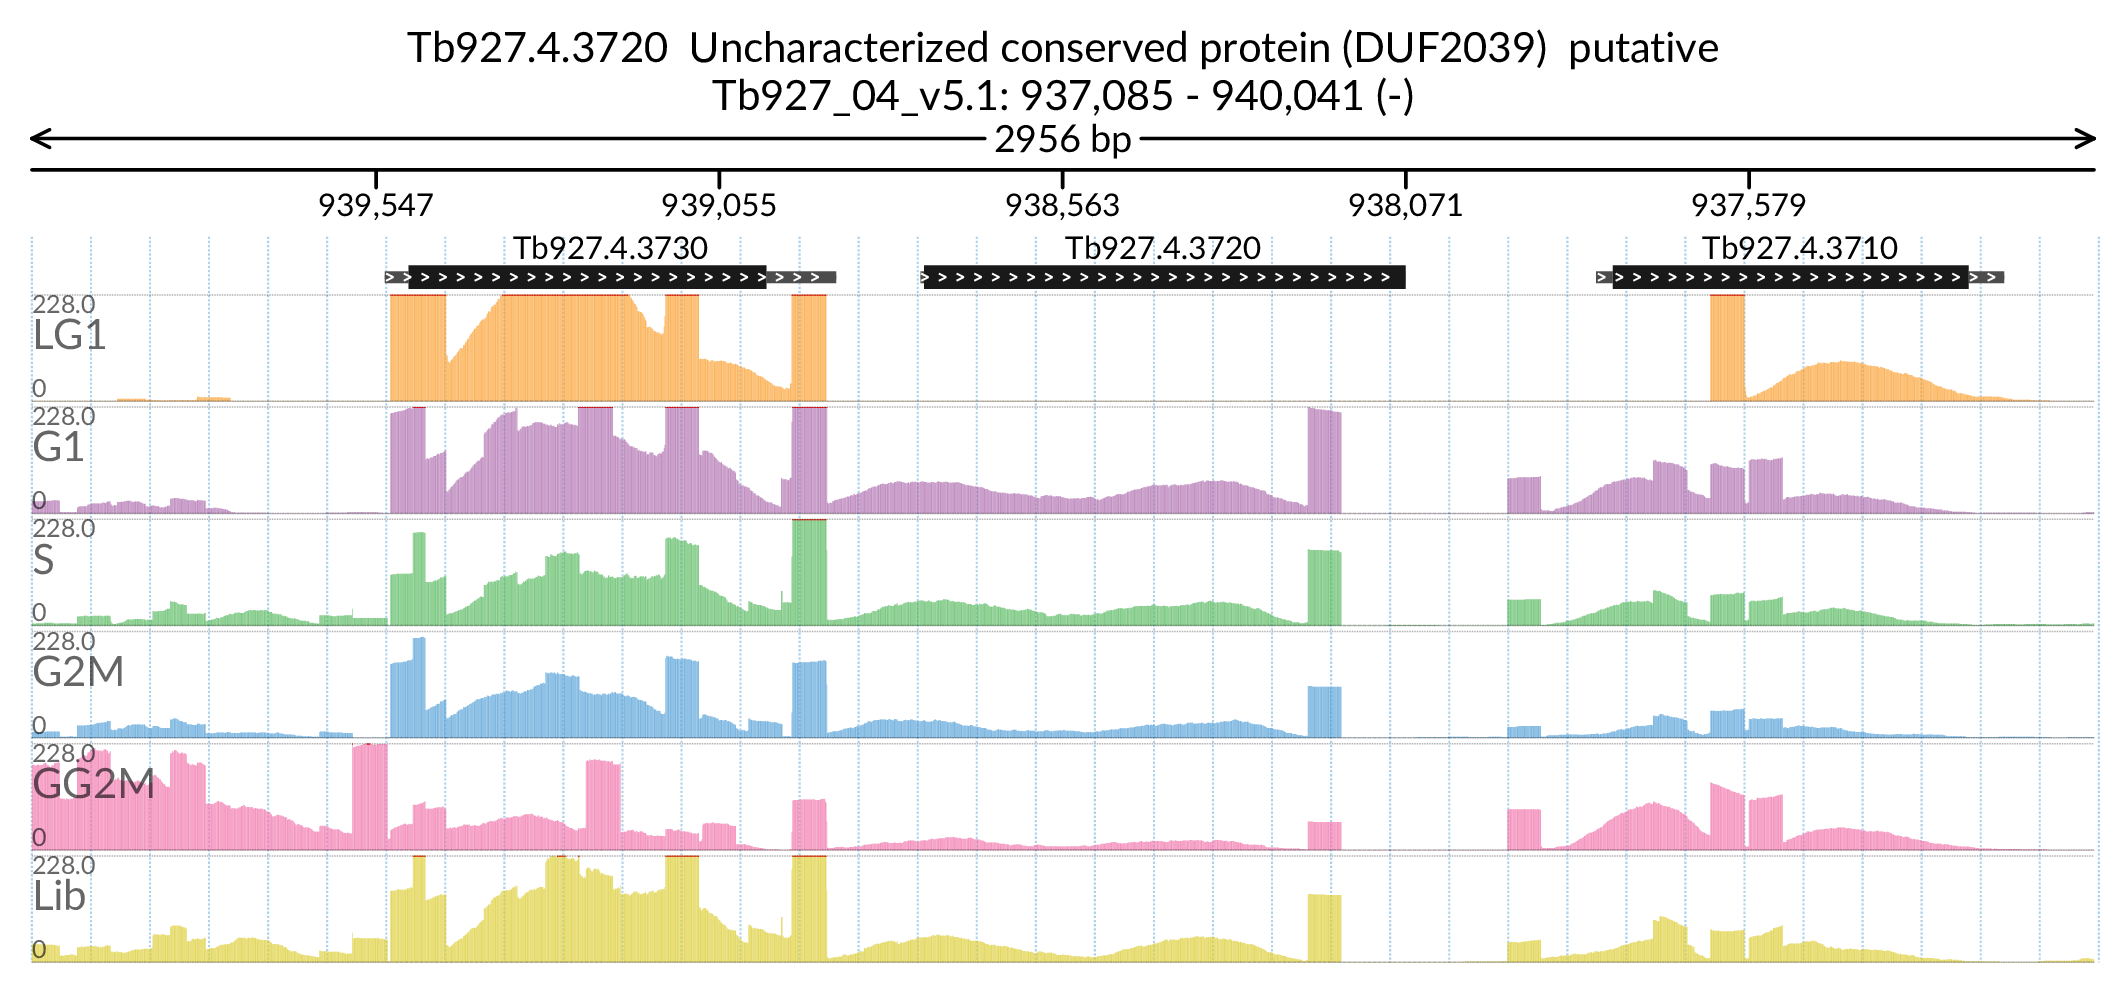 Tb927.4.3720  Uncharacterized conserved protein (DUF2039)  putative
Tb927_04_v5.1: 937,085 - 940,041 (-)
2956 bp
939,547 939,055 938,563 938,071 937,579
Tb927.4.3730 Tb927.4.3720 Tb927.4.3710
228.0
LG1
0
228.0
G1
0
228.0
S
0
228.0
G2M
0
228.0
GG2M
0
228.0
Lib
0